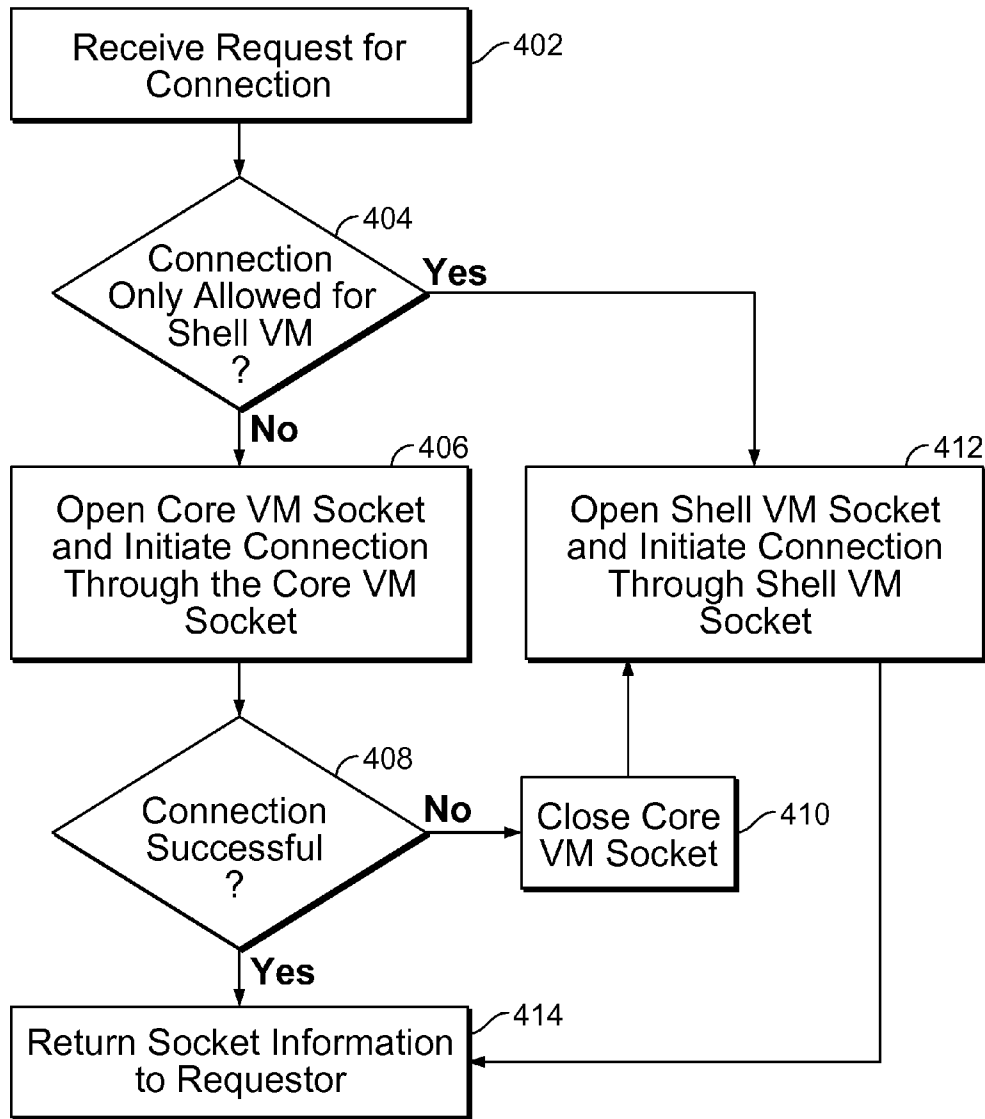 Receive Request for
Connection
402
404
Connection
Only Allowed for
Shell VM
?
Yes
No
406
Open Core VM Socket
and Initiate Connection
Through the Core VM
Socket
412
Open Shell VM Socket
and Initiate Connection
Through Shell VM
Socket
408
Connection
Successful
?
No
Close Core
VM Socket
410
Yes
414
Return Socket Information
to Requestor